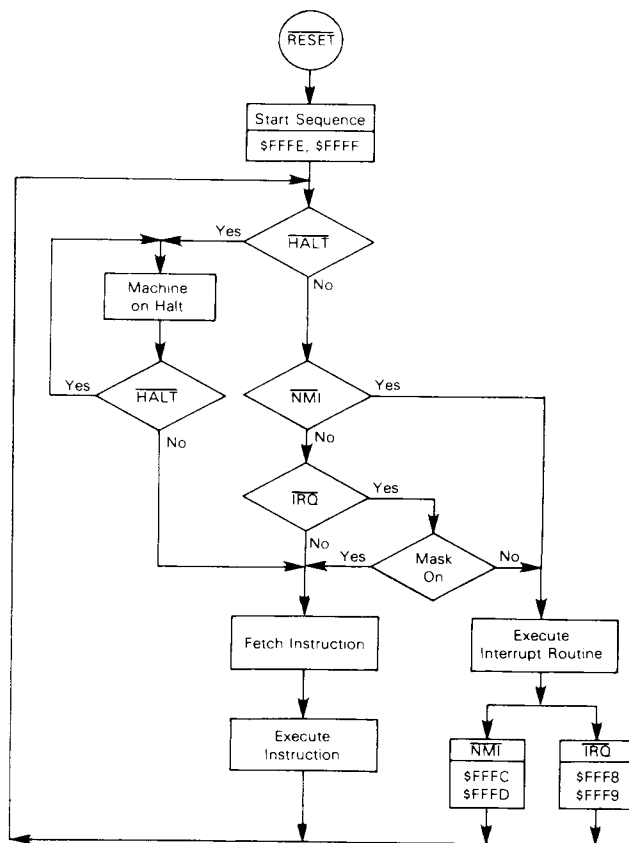 RESET
Start Sequence
$FFFE, $FFFF
Yes
HALT
No
Machine
on Halt
Yes
HALT
No
NMI
Yes
No
IRQ
Yes
No
Yes
Mask
On
No
Fetch Instruction
Execute
Interrupt Routine
Execute
Instruction
NMI
$FFFC
$FFFD
IRQ
$FFF8
$FFF9